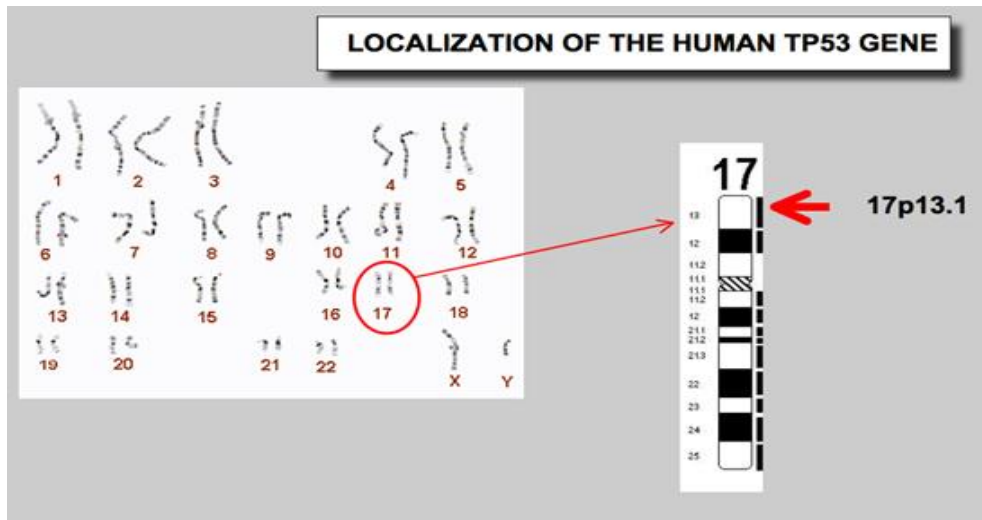 LOCALIZATION OF THE HUMAN TP53 GENE
1 2 3 4 5
6 7 8 9 10 11 12
13 14 15 16 17 18
19 20 21 22 X Y
17
17p13.1
13
12
11.2
11.1
11.1
11.2
12
21.1
21.2
21.3
22
23
24
25